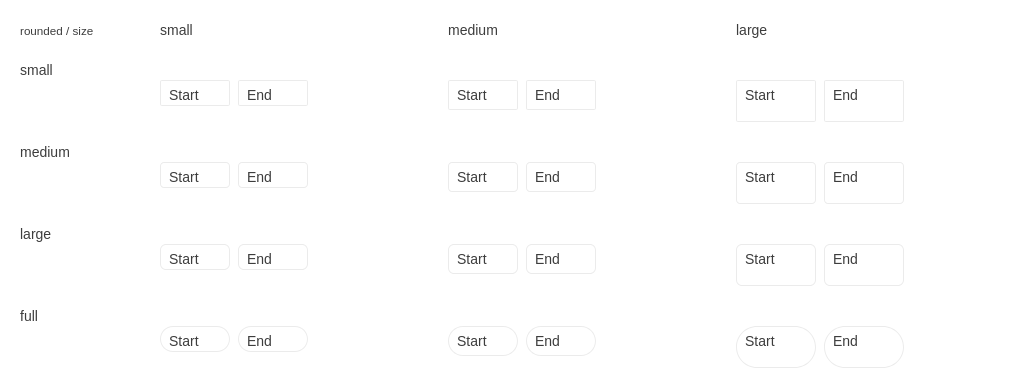 rounded / size small medium large
small
Start End Start End Start End
medium
Start End Start End Start End
large
Start End Start End Start End
full
Start End Start End Start End